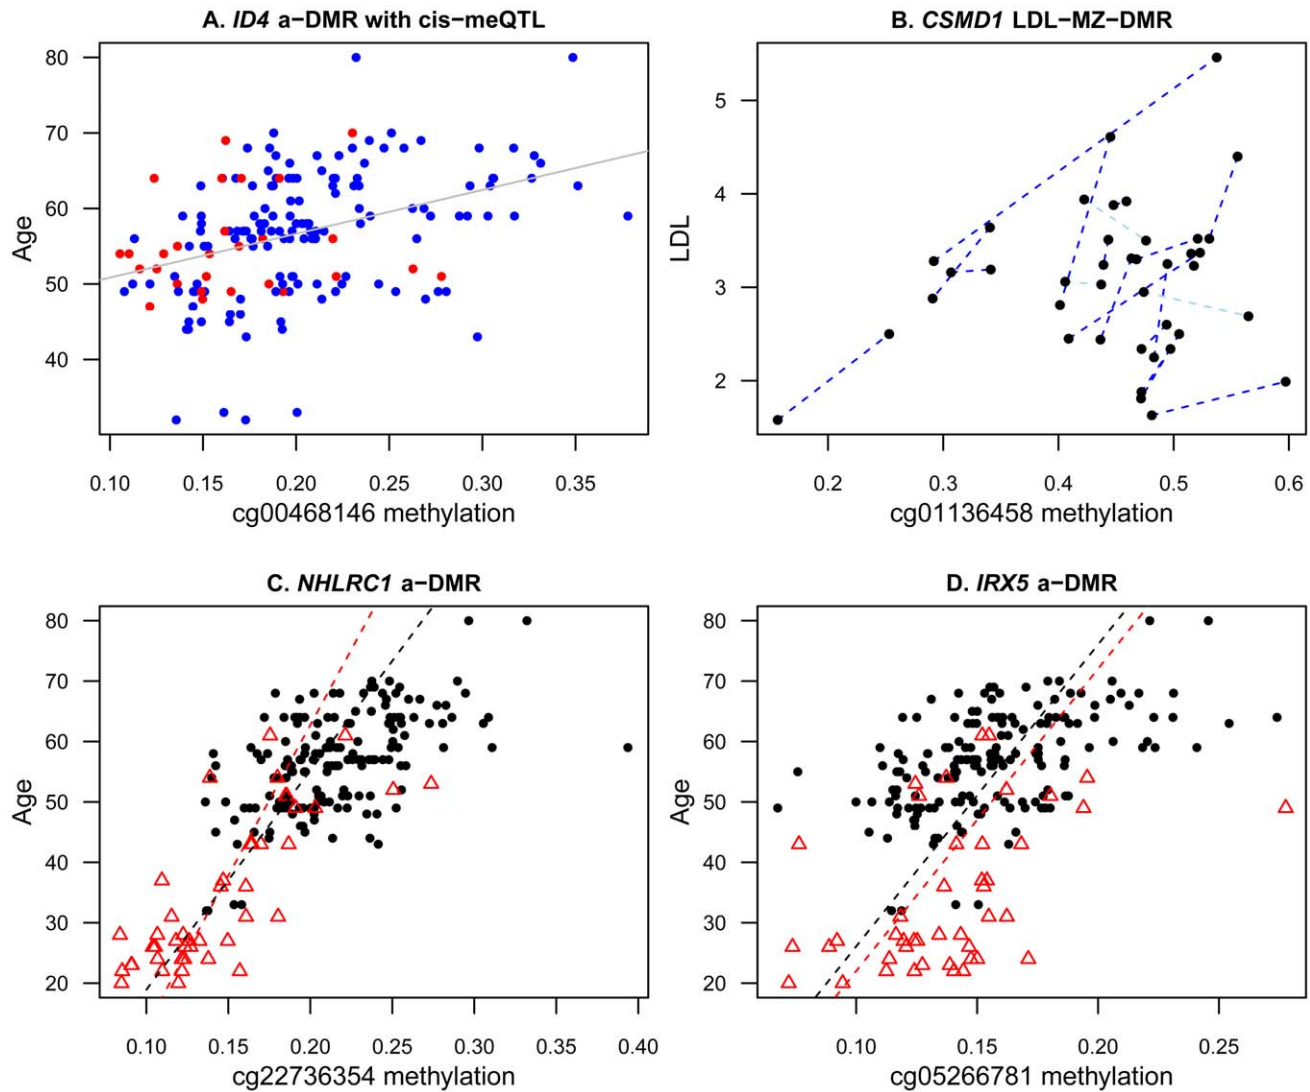 A. ID4 a−DMR with cis−meQTL
Age
80
70
60
50
40
0.10 0.15 0.20 0.25 0.30 0.35
cg00468146 methylation
B. CSMD1 LDL−MZ−DMR
LDL
5
4
3
2
0.2 0.3 0.4 0.5 0.6
cg01136458 methylation
C. NHLRC1 a−DMR
Age
80
70
60
50
40
30
20
0.10 0.15 0.20 0.25 0.30 0.35 0.40
cg22736354 methylation
D. IRX5 a−DMR
Age
80
70
60
50
40
30
20
0.10 0.15 0.20 0.25
cg05266781 methylation